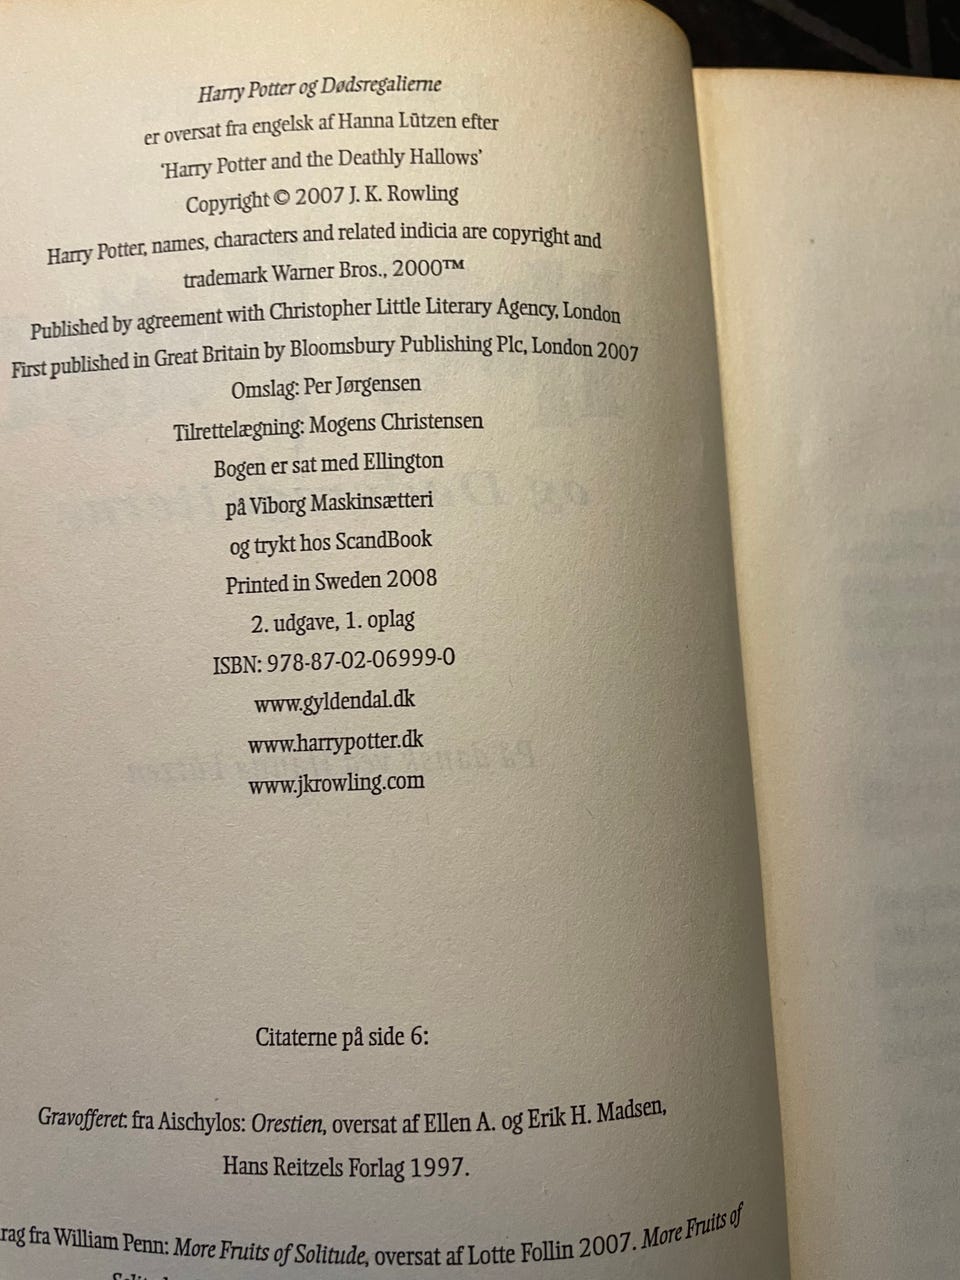 Harry Potter og Dødsregalierne
er oversat fra engelsk af Hanna Lützen efter
'Harry Potter and the Deathly Hallows'
Copyright © 2007 J. K. Rowling
Harry Potter, names, characters and related indicia are copyright and
trademark Warner Bros., 2000™
Published by agreement with Christopher Little Literary Agency, London
First published in Great Britain by Bloomsbury Publishing Plc, London 2007
Omslag: Per Jørgensen
Tilrettelægning: Mogens Christensen
Bogen er sat med Ellington
på Viborg Maskinsætteri
og trykt hos ScandBook
Printed in Sweden 2008
2. udgave, 1. oplag
ISBN: 978-87-02-06999-0
www.gyldendal.dk
www.harrypotter.dk
www.jkrowling.com
Citaterne på side 6:
Gravofferet: fra Aischylos: Orestien, oversat af Ellen A. og Erik H. Madsen,
Hans Reitzels Forlag 1997.
rag fra William Penn: More Fruits of Solitude, oversat af Lotte Follin 2007. More Fruits of